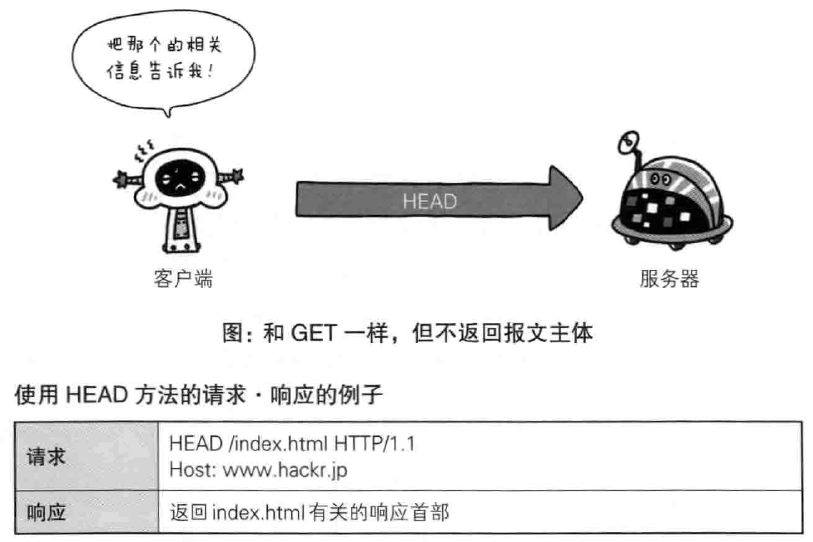 把那个的相关
信息告诉我!
HEAD
客户端
服务器
图：和 GET 一样，但不返回报文主体
使用 HEAD 方法的请求·响应的例子
请求
HEAD /index.html HTTP/1.1
Host: www.hackr.jp
响应
返回 index.html 有关的响应首部